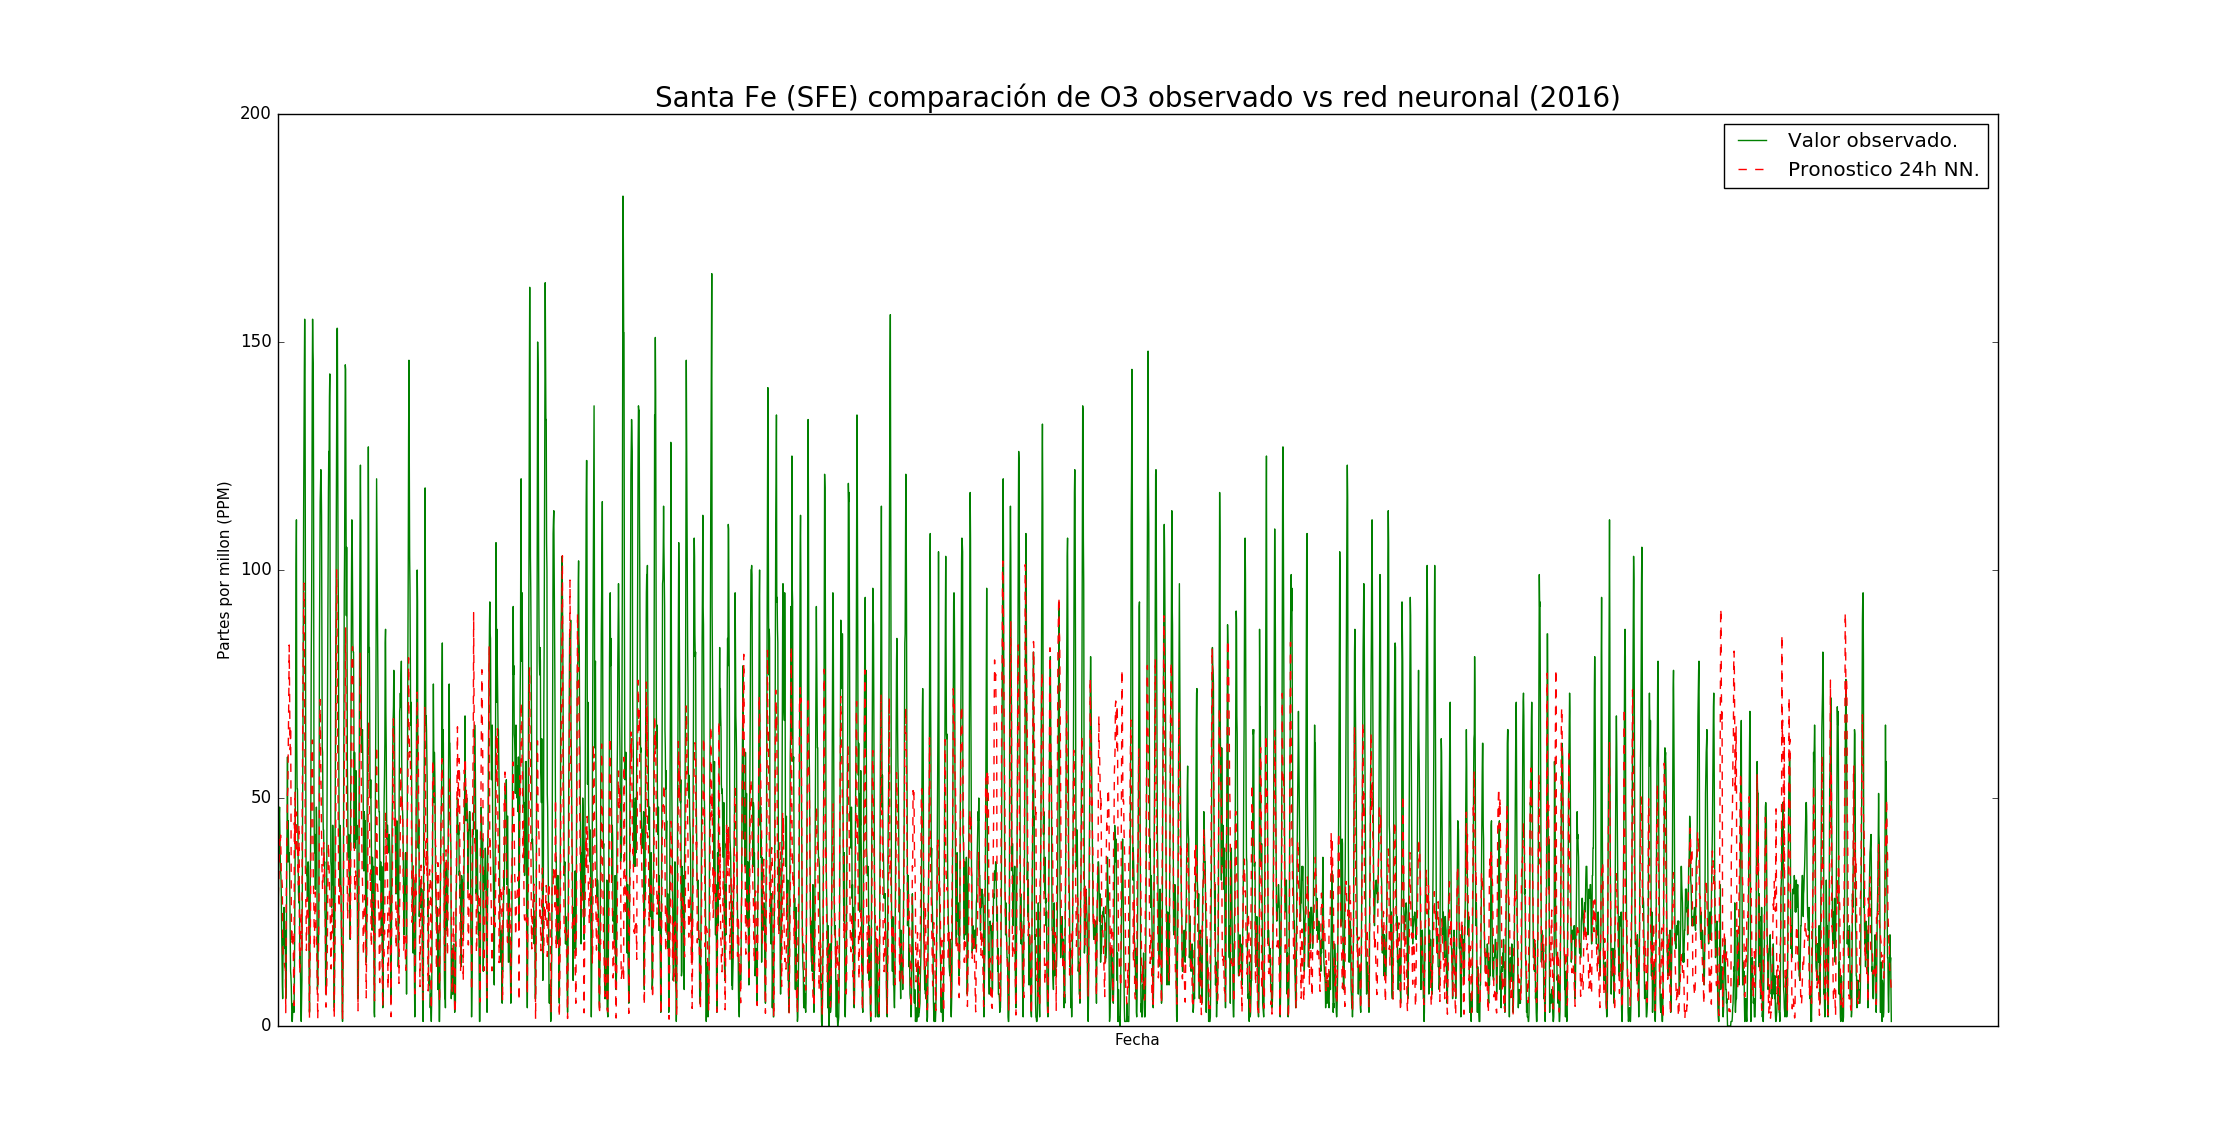 Santa Fe (SFE) comparación de O3 observado vs red neuronal (2016)
Valor observado.
Pronostico 24h NN.
200
150
100
50
0
Partes por millon (PPM)
Fecha